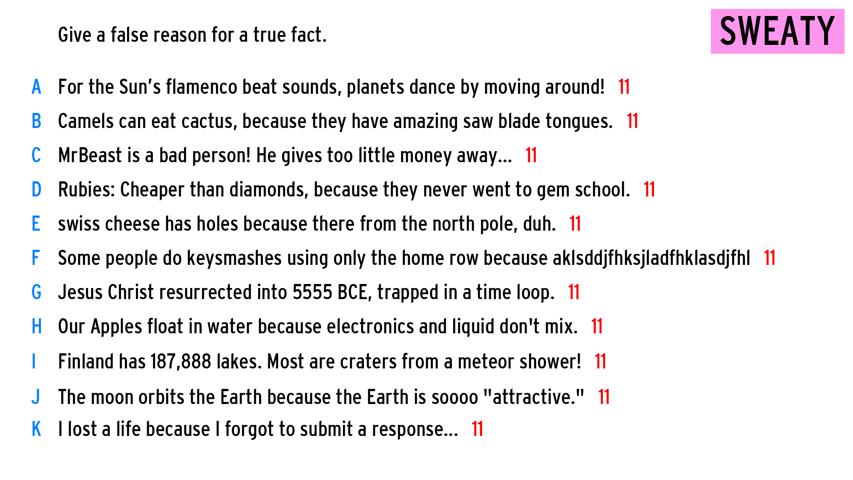 Give a false reason for a true fact.
SWEATY
A For the Sun's flamenco beat sounds, planets dance by moving around! 11
B Camels can eat cactus, because they have amazing saw blade tongues. 11
C MrBeast is a bad person! He gives too little money away... 11
D Rubies: Cheaper than diamonds, because they never went to gem school. 11
E swiss cheese has holes because there from the north pole, duh. 11
F Some people do keysmashes using only the home row because aklsddjfhksjladfhklasdjfhl 11
G Jesus Christ resurrected into 5555 BCE, trapped in a time loop. 11
H Our Apples float in water because electronics and liquid don't mix. 11
I Finland has 187,888 lakes. Most are craters from a meteor shower! 11
J The moon orbits the Earth because the Earth is soooo "attractive." 11
K I lost a life because I forgot to submit a response... 11